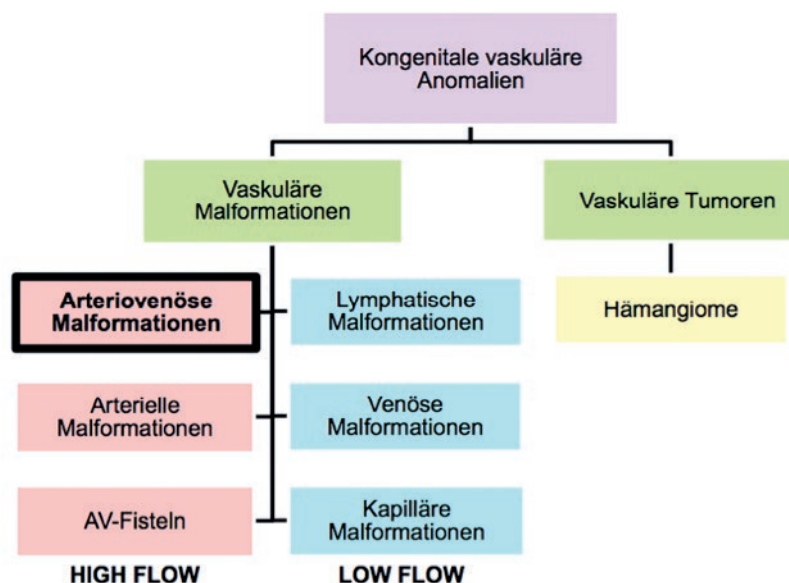 Kongenitale vaskuläre
Anomalien
Vaskuläre
Malformationen
Vaskuläre Tumoren
Arteriovenöse
Malformationen
Lymphatische
Malformationen
Hämangiome
Arterielle
Malformationen
Venöse
Malformationen
AV-Fisteln
Kapilläre
Malformationen
HIGH FLOW
LOW FLOW